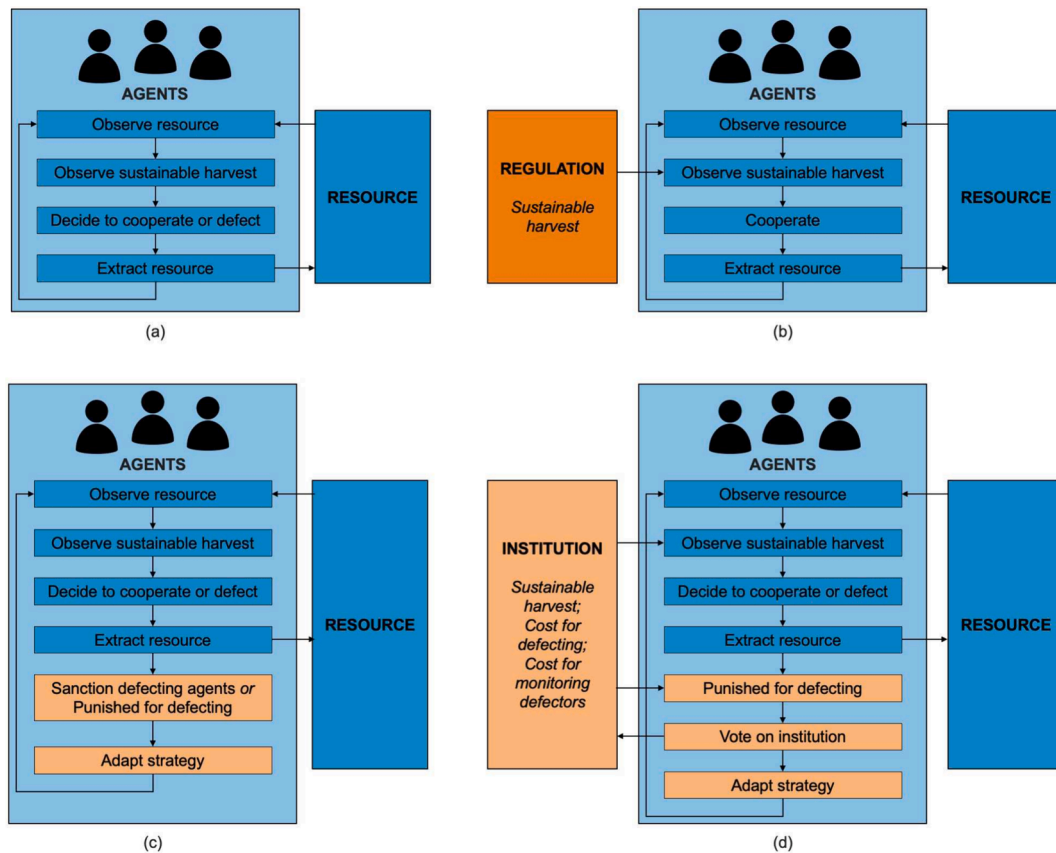 AGENTS
Observe resource
Observe sustainable harvest
Decide to cooperate or defect
Extract resource
RESOURCE
(a)
REGULATION
Sustainable
harvest
AGENTS
Observe resource
Observe sustainable harvest
Cooperate
Extract resource
RESOURCE
(b)
AGENTS
Observe resource
Observe sustainable harvest
Decide to cooperate or defect
Extract resource
Sanction defecting agents or
Punished for defecting
Adapt strategy
RESOURCE
(c)
INSTITUTION
Sustainable
harvest;
Cost for
defecting;
Cost for
monitoring
defectors
AGENTS
Observe resource
Observe sustainable harvest
Decide to cooperate or defect
Extract resource
Punished for defecting
Vote on institution
Adapt strategy
RESOURCE
(d)